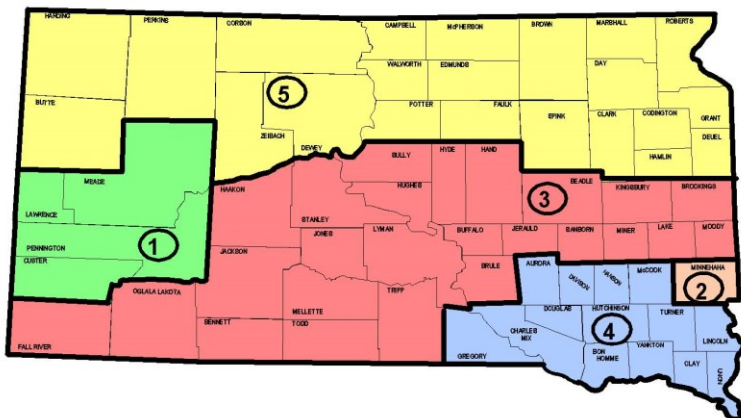 HARDING
PERKINS
CORSON
CAMPBELL
McPHERSON
BROWN
MARSHALL
ROBERTS
WALWORTH
EDMUNDS
DAY
5
BUTTE
POTTER
FAULK
SPINK
CLARK
CODINGTON
GRANT
ZEIBACH
DEWEY
DEUEL
HAMLIN
SULLY
HYDE
HAND
MEADE
HAAKON
HUGHES
BEADLE
KINGSBURY
BROOKINGS
3
LAWRENCE
STANLEY
1
JONES
LYMAN
BUFFALO
JERAULD
SANBORN
MINER
LAKE
MOODY
PENNINGTON
JACKSON
CUSTER
BRULE
AURORA
DAVISON
HANSON
McCOOK
MINNEHAHA
2
OGLALA LAKOTA
TRIPP
MELLETTE
DOUGLAS
HUTCHINSON
TURNER
BENNETT
TODD
CHARLES
MIX
4
LINCOLN
FALL RIVER
GREGORY
BON
HOMME
YANKTON
CLAY
UNION